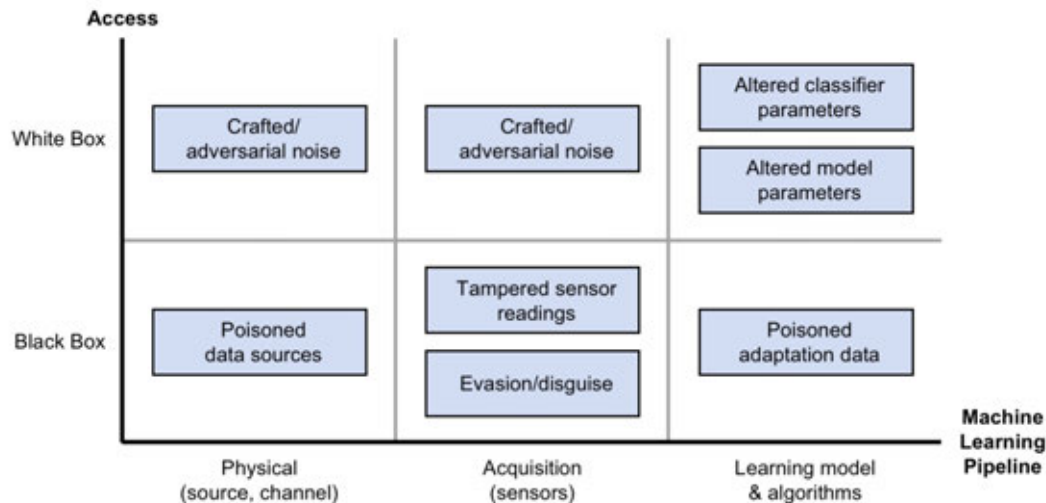 Access
White Box
Crafted/
adversarial noise
Crafted/
adversarial noise
Altered classifier
parameters
Altered model
parameters
Black Box
Poisoned
data sources
Tampered sensor
readings
Evasion/disguise
Poisoned
adaptation data
Machine
Learning
Pipeline
Physical
(source, channel)
Acquisition
(sensors)
Learning model
& algorithms